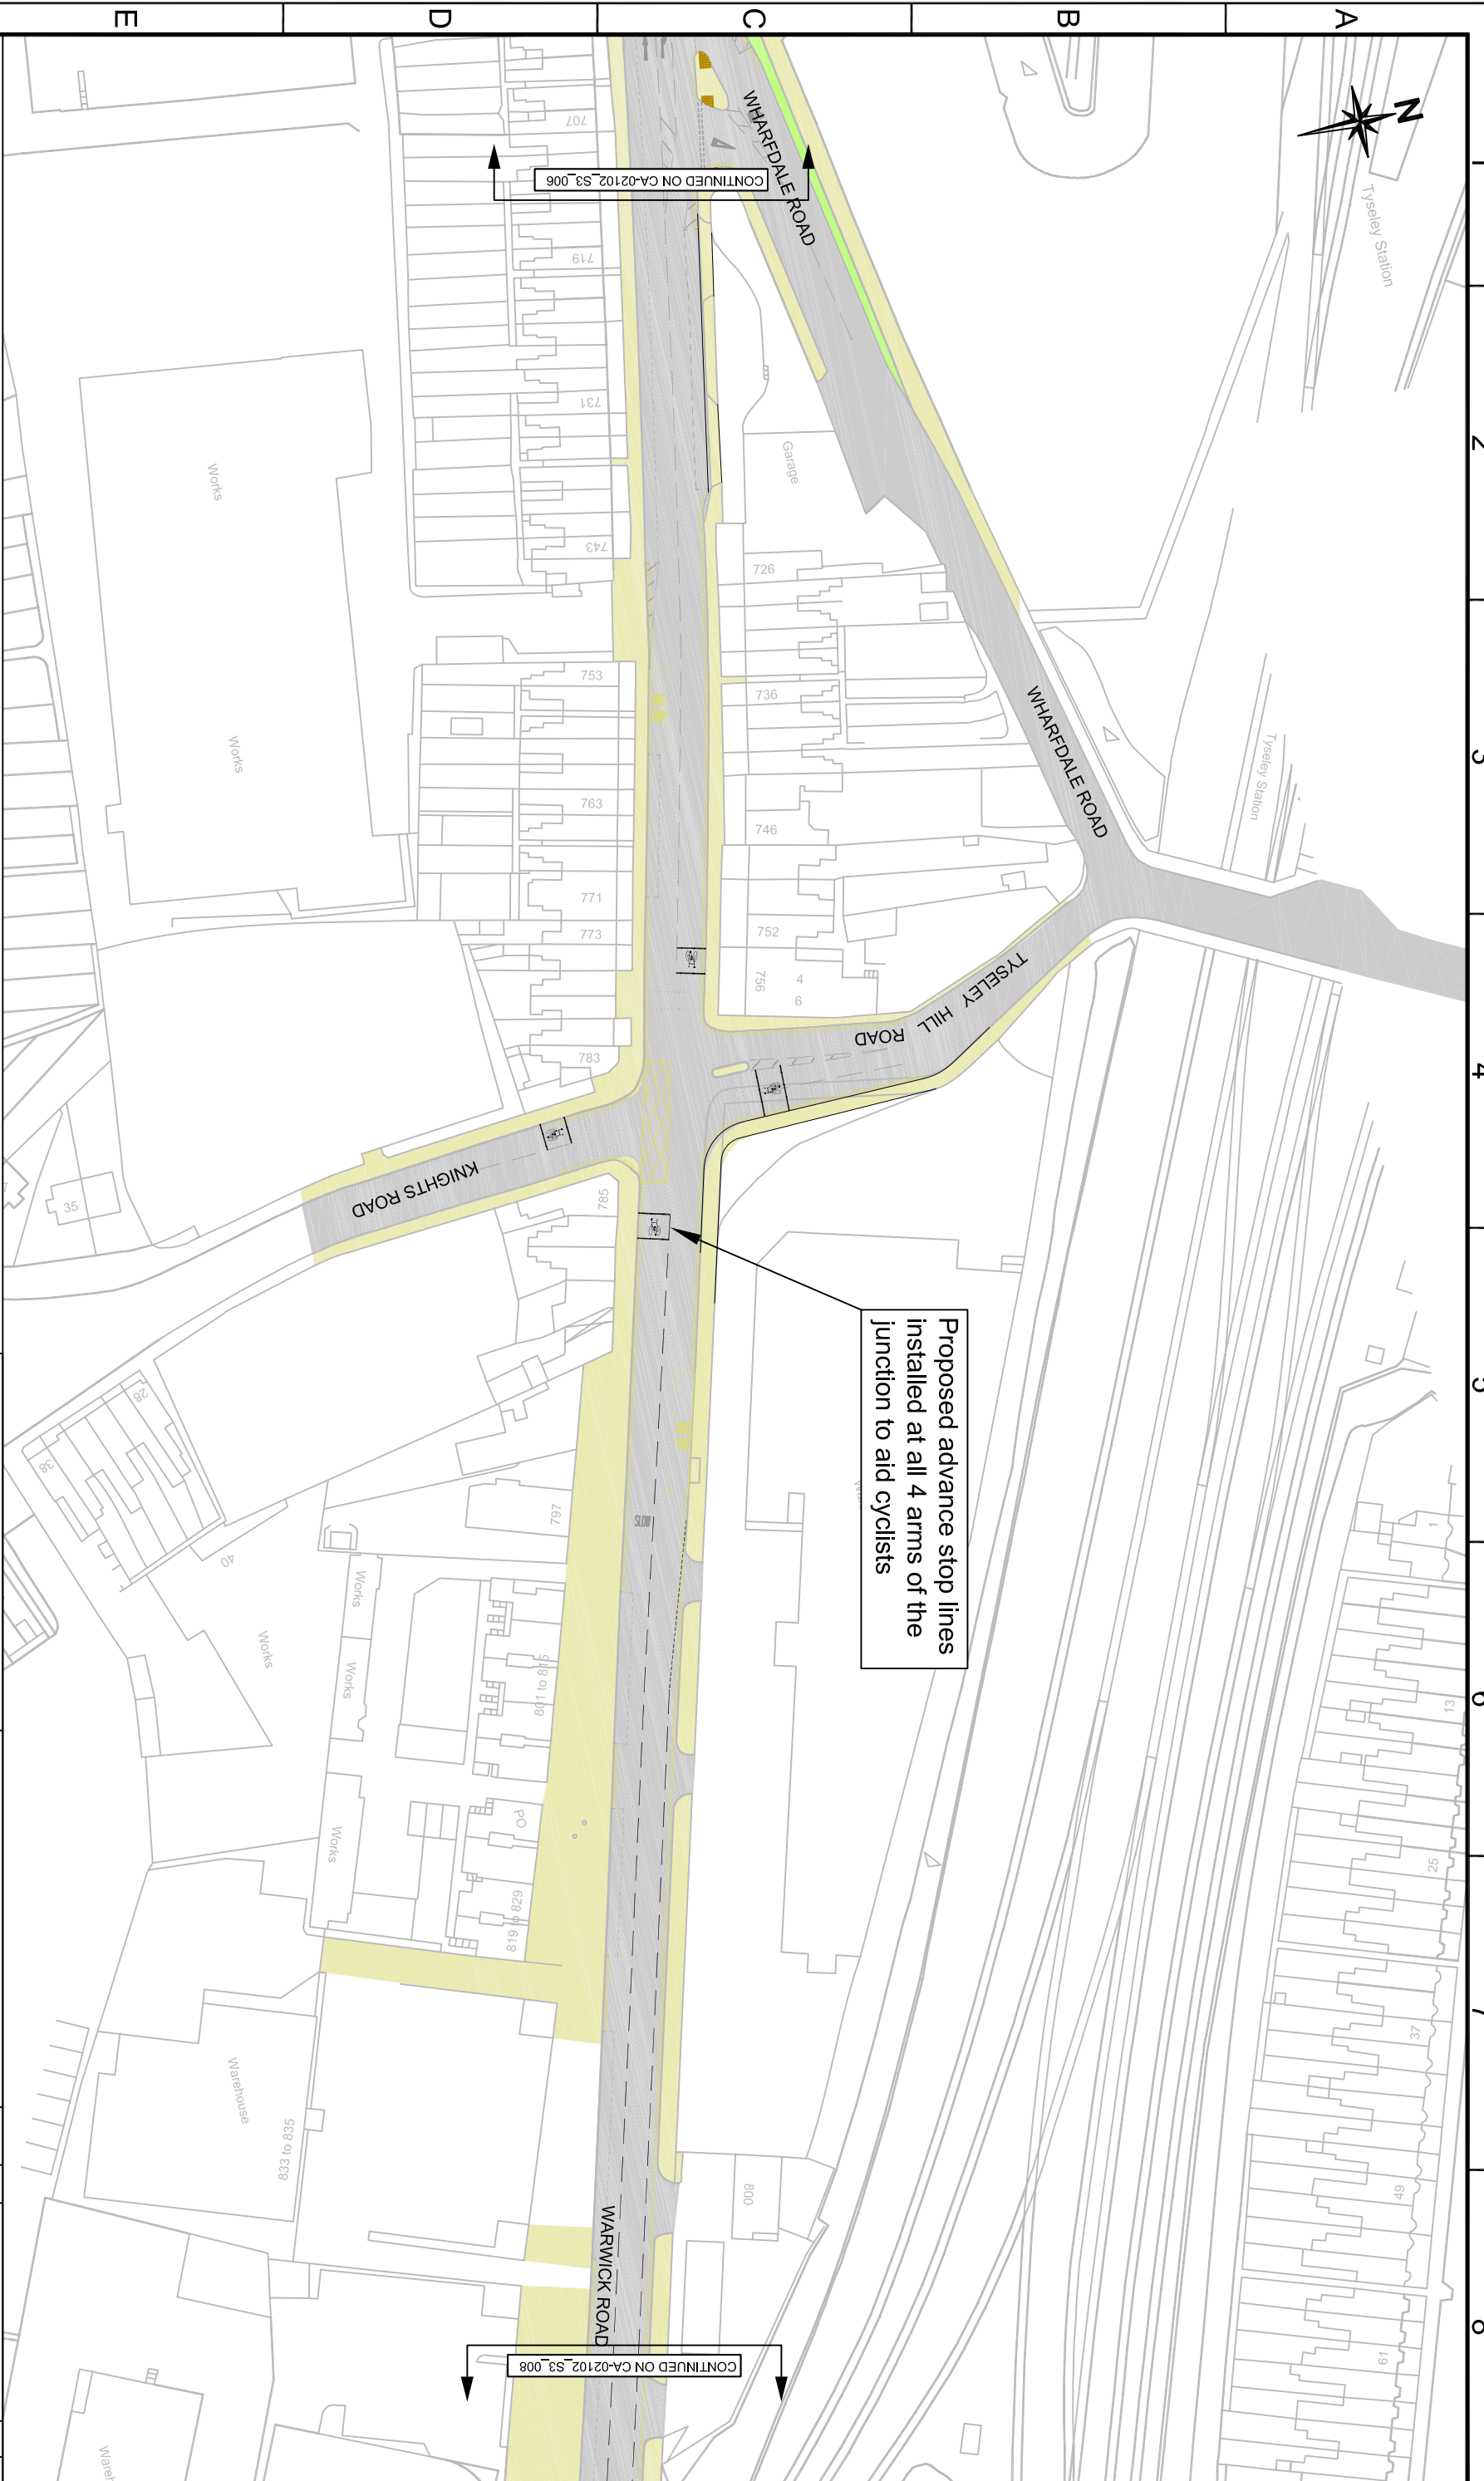 A
B
C
D
E
1
2
3
4
5
6
7
8
N
Tyseley Station
Tyseley Station
WHARFDALE ROAD
WHARFDALE ROAD
CONTINUED ON CA-02102_S3_006
707
719
731
743
753
763
771
773
783
785
797
801 to 815
PO
819 to 829
833 to 835
Garage
726
736
746
752
756
4
6
TYSELEY HILL ROAD
KNIGHTS ROAD
Proposed advance stop lines
installed at all 4 arms of the
junction to aid cyclists
SLOW
Works
Works
Works
Works
Works
Works
Warehouse
35
28
38
40
800
1
13
25
37
49
61
WARWICK ROAD
CONTINUED ON CA-02102_S3_008